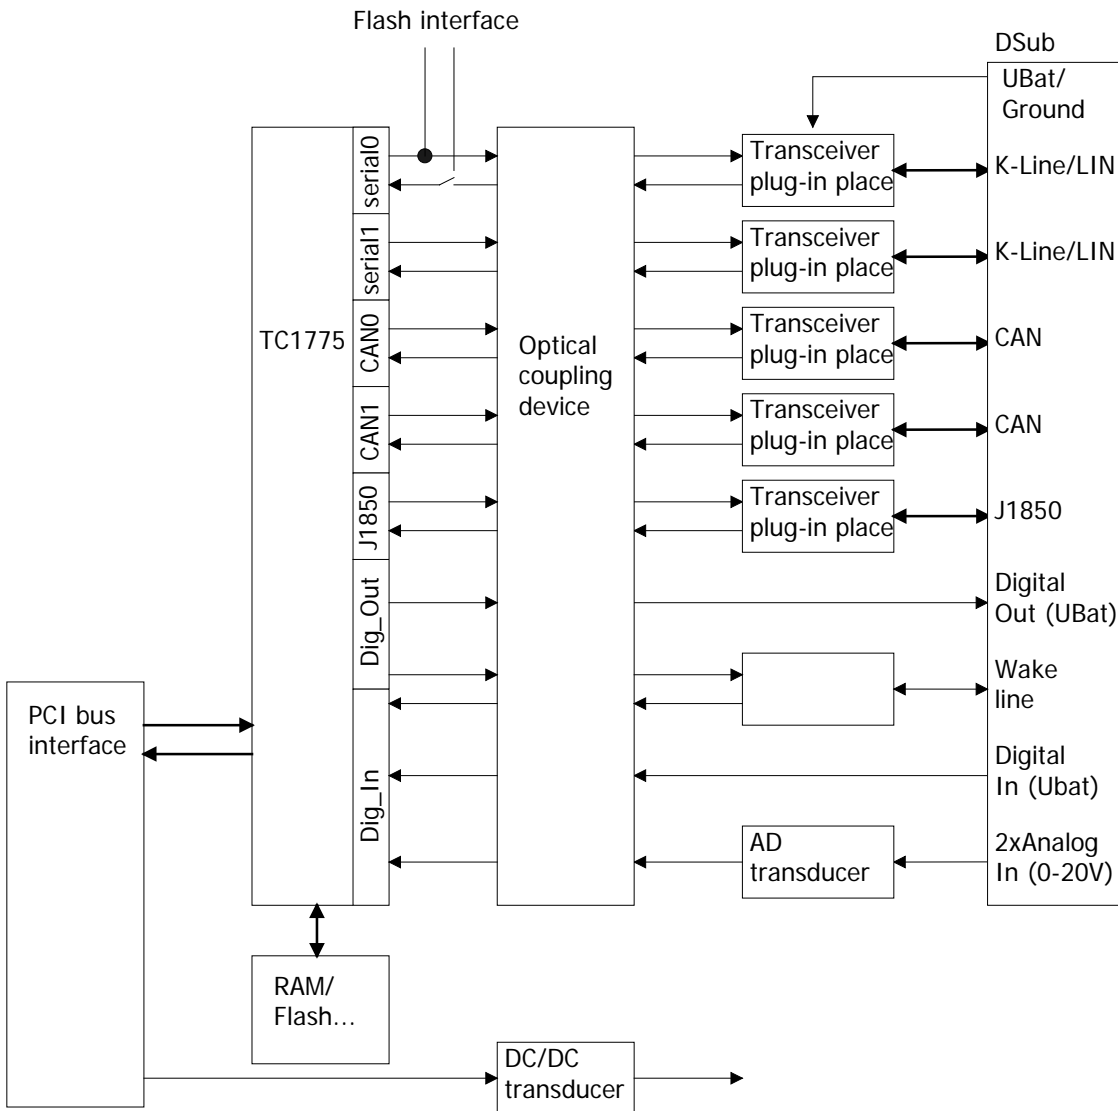 Flash interface
DSub
UBat/
Ground
serial0
Transceiver
plug-in place
K-Line/LIN
serial1
Transceiver
plug-in place
K-Line/LIN
TC1775
CAN0
Optical
coupling
device
Transceiver
plug-in place
CAN
CAN1
Transceiver
plug-in place
CAN
J1850
Transceiver
plug-in place
J1850
Dig_Out
Digital
Out (UBat)
Wake
line
PCI bus
interface
Dig_In
Digital
In (Ubat)
AD
transducer
2xAnalog
In (0-20V)
RAM/
Flash...
DC/DC
transducer